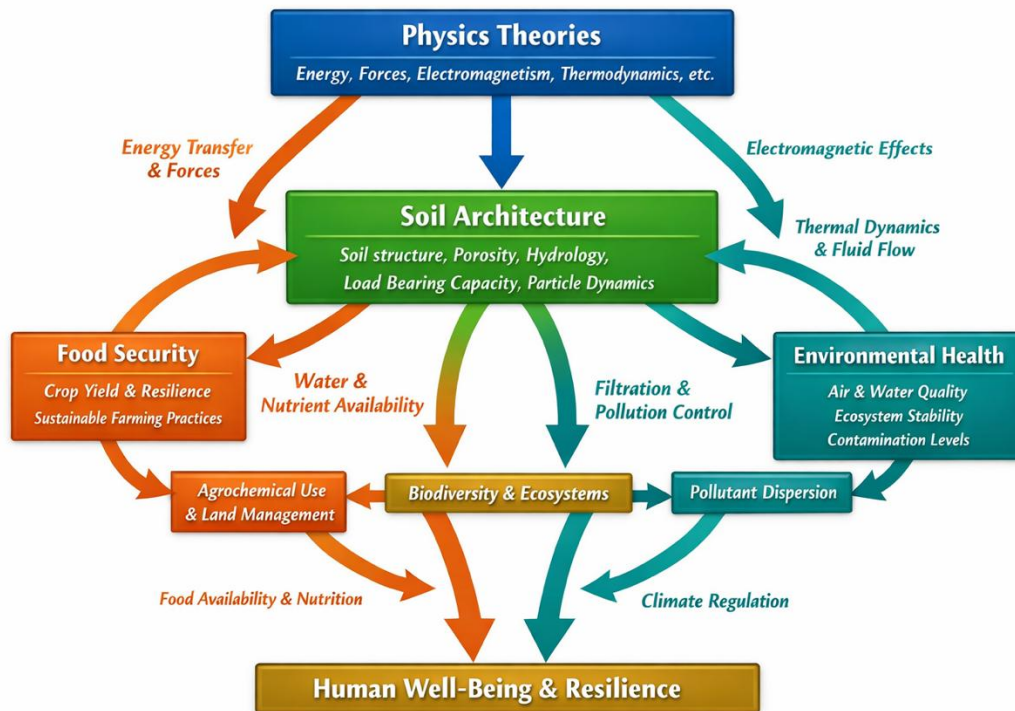 Physics Theories
Energy, Forces, Electromagnetism, Thermodynamics, etc.
Energy Transfer
& Forces
Electromagnetic Effects
Soil Architecture
Soil structure, Porosity, Hydrology,
Load Bearing Capacity, Particle Dynamics
Thermal Dynamics
& Fluid Flow
Food Security
Crop Yield & Resilience
Sustainable Farming Practices
Water &
Nutrient Availability
Filtration &
Pollution Control
Environmental Health
Air & Water Quality
Ecosystem Stability
Contamination Levels
Agrochemical Use
& Land Management
Biodiversity & Ecosystems
Pollutant Dispersion
Food Availability & Nutrition
Climate Regulation
Human Well-Being & Resilience